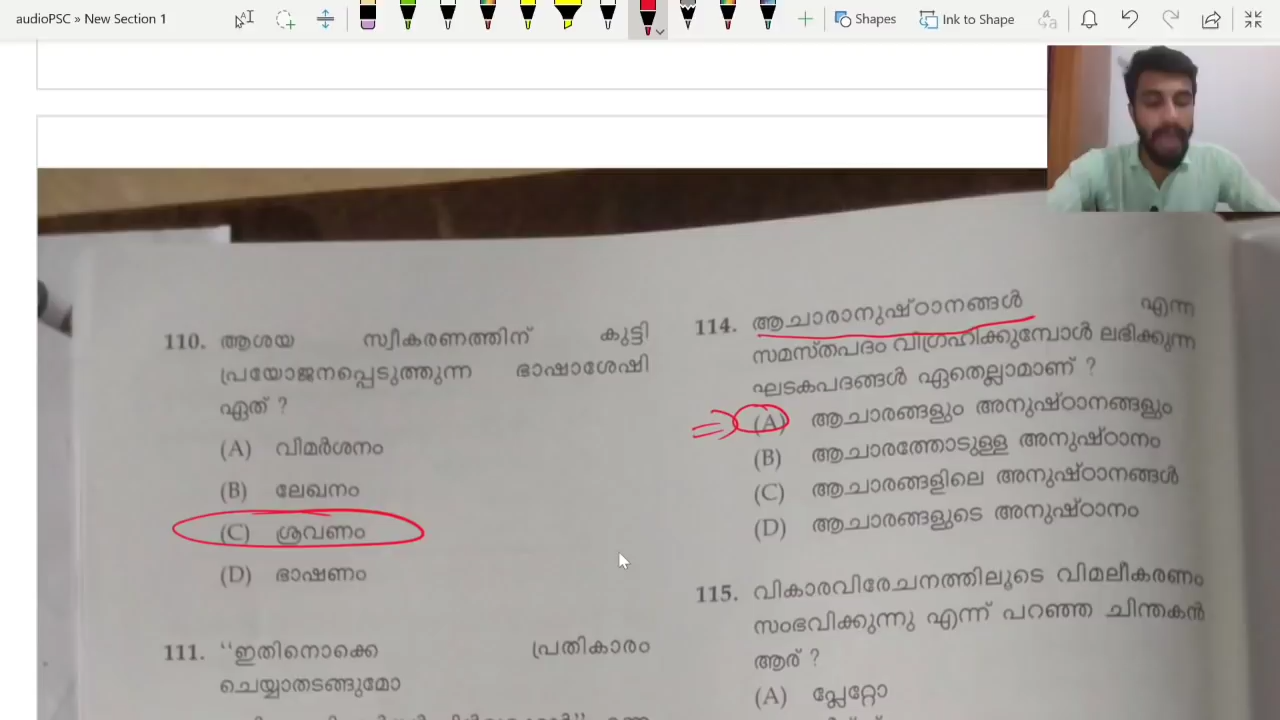 audioPSC » New Section 1
Shapes
Ink to Shape
110. ആശയ സ്വീകരണത്തിന് കുട്ടി
പ്രയോജനപ്പെടുത്തുന്ന ഭാഷാശേഷി
ഏത് ?
(A) വിമർശനം
(B) ലേഖനം
(C) ശ്രവണം
(D) ഭാഷണം
111. “ഇതിനൊക്കെ പ്രതികാരം
ചെയ്യാതടങ്ങുമോ
114. ആചാരാനുഷ്ഠാനങ്ങൾ എന്ന
സമസ്തപദം വിഗ്രഹിക്കുമ്പോൾ ലഭിക്കുന്ന
ഘടകപദങ്ങൾ ഏതെല്ലാമാണ് ?
(A) ആചാരങ്ങളും അനുഷ്ഠാനങ്ങളും
(B) ആചാരത്തോടുള്ള അനുഷ്ഠാനം
(C) ആചാരങ്ങളിലെ അനുഷ്ഠാനങ്ങൾ
(D) ആചാരങ്ങളുടെ അനുഷ്ഠാനം
115. വികാരവിരേചനത്തിലൂടെ വിമലീകരണം
സംഭവിക്കുന്നു എന്ന് പറഞ്ഞ ചിന്തകൻ
ആര് ?
(A) പ്ലേറ്റോ